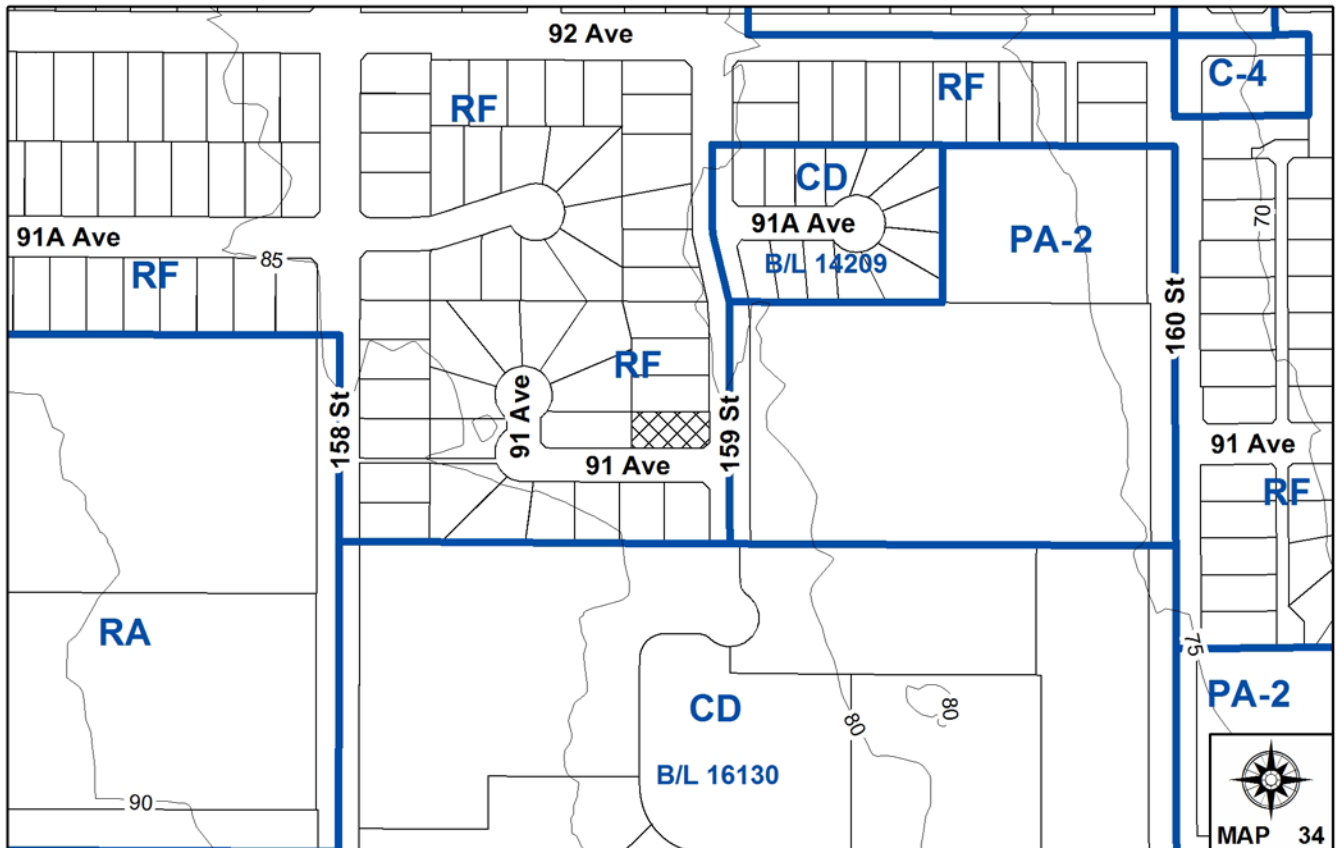 92 Ave
C-4
RF
RF
CD
70
91A Ave
91A Ave
PA-2
85
B/L 14209
RF
160 St
RF
91 Ave
158 St
159 St
91 Ave
91 Ave
RF
RA
75
CD
PA-2
80
80
B/L 16130
90
MAP 34